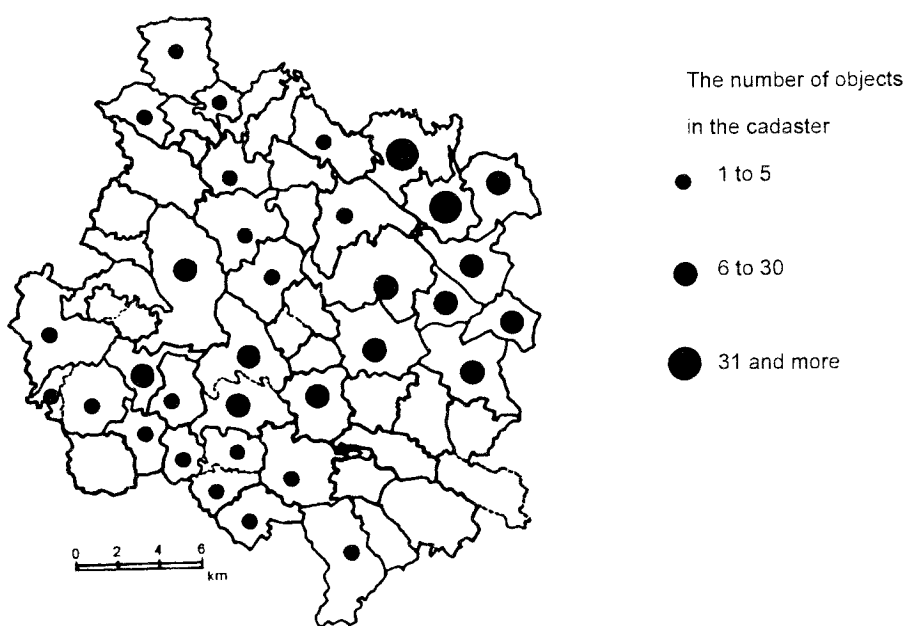 The number of objects
in the cadaster
1 to 5
6 to 30
31 and more
0 2 4 6
km